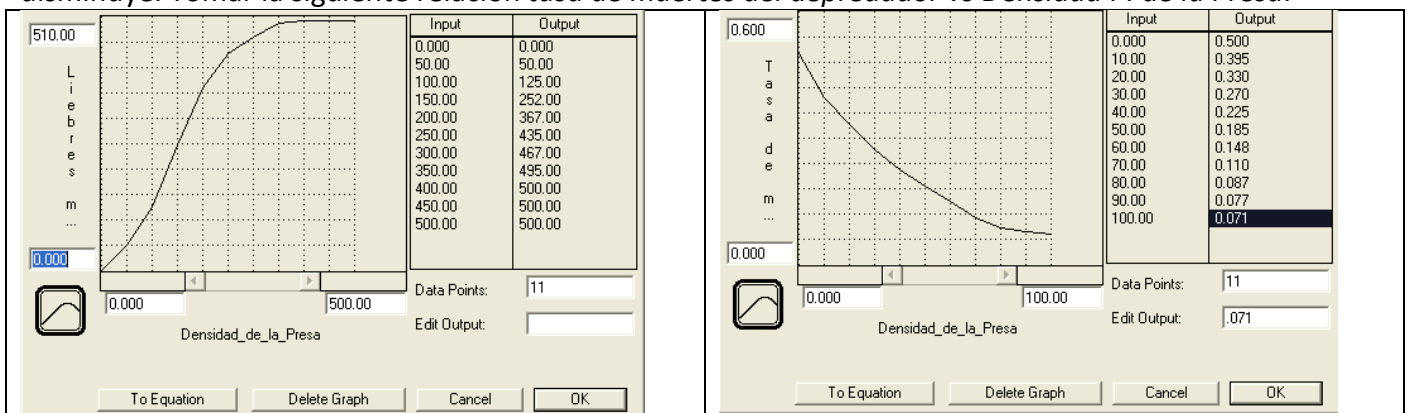 disminuye. Tomar la siguiente relación tasa de muertes del depredador vs Densidad de la Presa:
510.00
Liebres m...
0.000
0.000 500.00
Densidad_de_la_Presa
Input Output
0.000 0.000
50.00 50.00
100.00 125.00
150.00 252.00
200.00 367.00
250.00 435.00
300.00 467.00
350.00 495.00
400.00 500.00
450.00 500.00
500.00 500.00
Data Points: 11
Edit Output:
To Equation Delete Graph Cancel OK
0.600
Tasa de m...
0.000
0.000 100.00
Densidad_de_la_Presa
Input Output
0.000 0.500
10.00 0.395
20.00 0.330
30.00 0.270
40.00 0.225
50.00 0.185
60.00 0.148
70.00 0.110
80.00 0.087
90.00 0.077
100.00 0.071
Data Points: 11
Edit Output: .071
To Equation Delete Graph Cancel OK